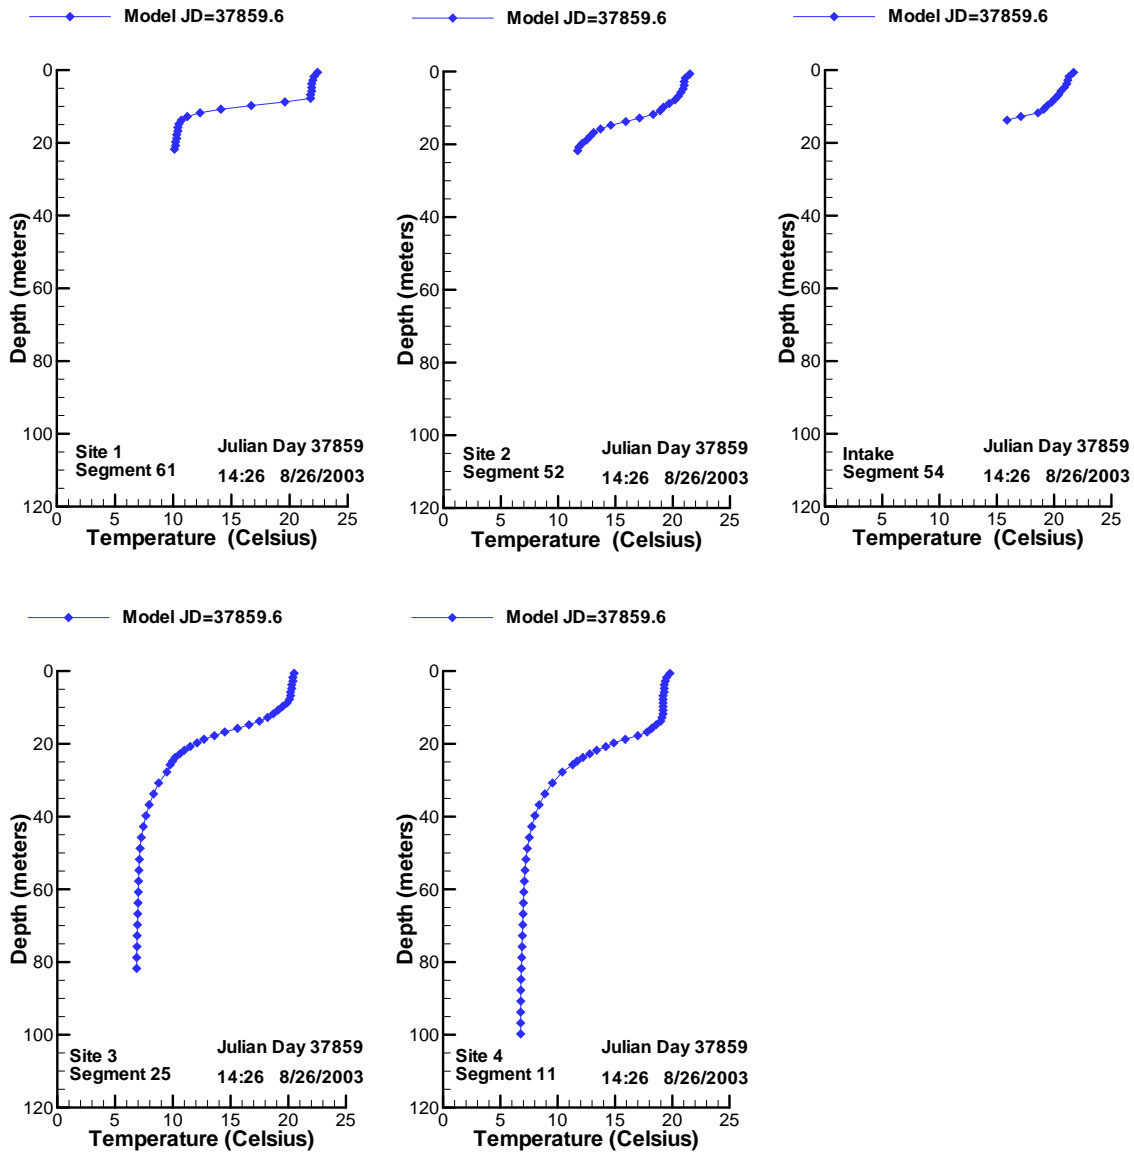 Model JD=37859.6
0
20
40
60
80
100
120
Depth (meters)
Site 1
Segment 61
Julian Day 37859
14:26 8/26/2003
0 5 10 15 20 25
Temperature (Celsius)
Model JD=37859.6
0
20
40
60
80
100
120
Depth (meters)
Site 2
Segment 52
Julian Day 37859
14:26 8/26/2003
0 5 10 15 20 25
Temperature (Celsius)
Model JD=37859.6
0
20
40
60
80
100
120
Depth (meters)
Intake
Segment 54
Julian Day 37859
14:26 8/26/2003
0 5 10 15 20 25
Temperature (Celsius)
Model JD=37859.6
0
20
40
60
80
100
120
Depth (meters)
Site 3
Segment 25
Julian Day 37859
14:26 8/26/2003
0 5 10 15 20 25
Temperature (Celsius)
Model JD=37859.6
0
20
40
60
80
100
120
Depth (meters)
Site 4
Segment 11
Julian Day 37859
14:26 8/26/2003
0 5 10 15 20 25
Temperature (Celsius)